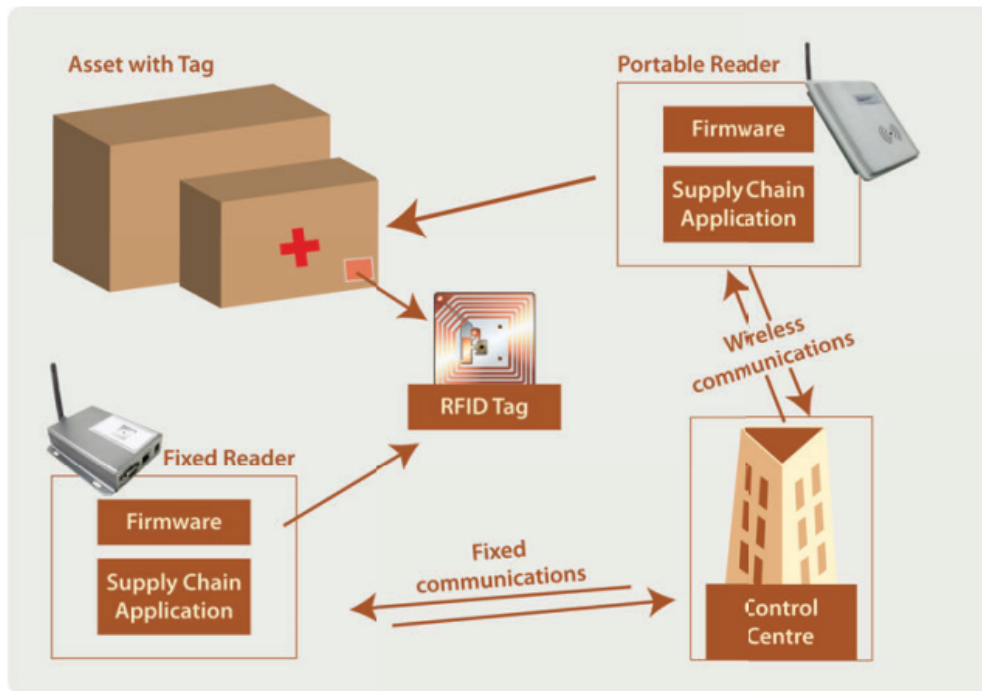 Asset with Tag
Portable Reader
Firmware
Supply Chain
Application
Wireless
communications
RFID Tag
Fixed Reader
Firmware
Supply Chain
Application
Fixed
communications
Control
Centre